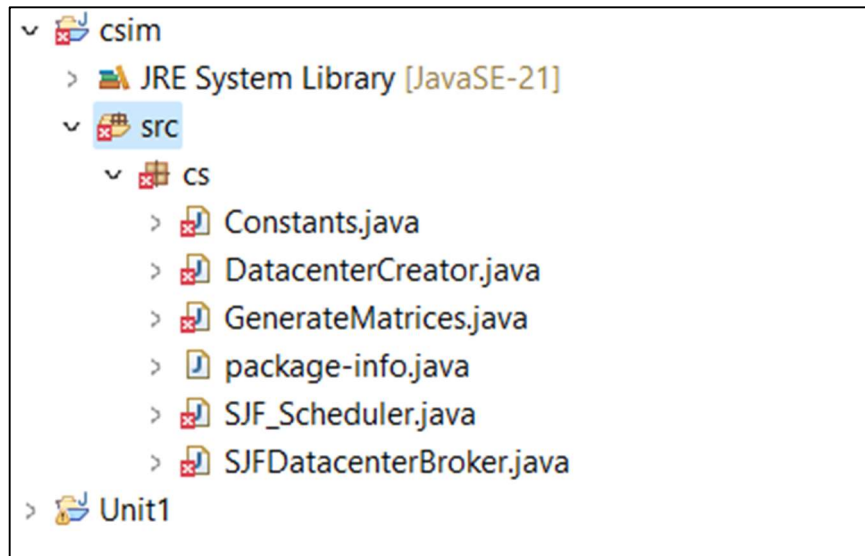 csim
JRE System Library [JavaSE-21]
src
cs
Constants.java
DatacenterCreator.java
GenerateMatrices.java
package-info.java
SJF_Scheduler.java
SJFDatacenterBroker.java
Unit1